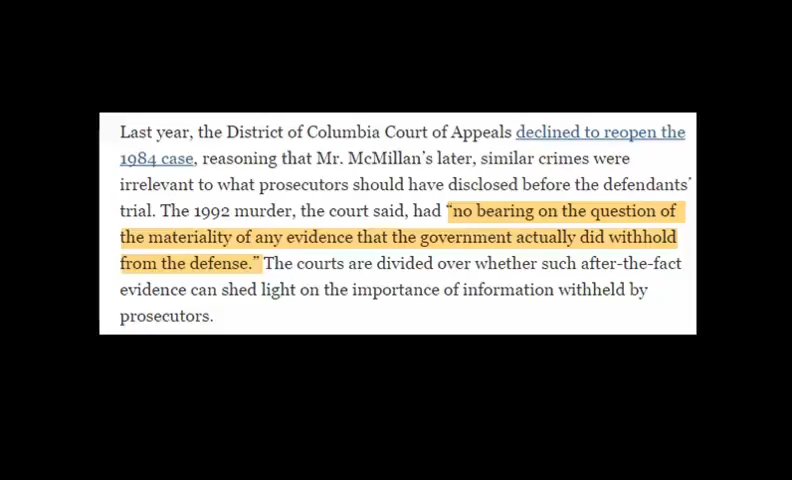 Last year, the District of Columbia Court of Appeals declined to reopen the
1984 case, reasoning that Mr. McMillan’s later, similar crimes were
irrelevant to what prosecutors should have disclosed before the defendants’
trial. The 1992 murder, the court said, had “no bearing on the question of
the materiality of any evidence that the government actually did withhold
from the defense.” The courts are divided over whether such after-the-fact
evidence can shed light on the importance of information withheld by
prosecutors.